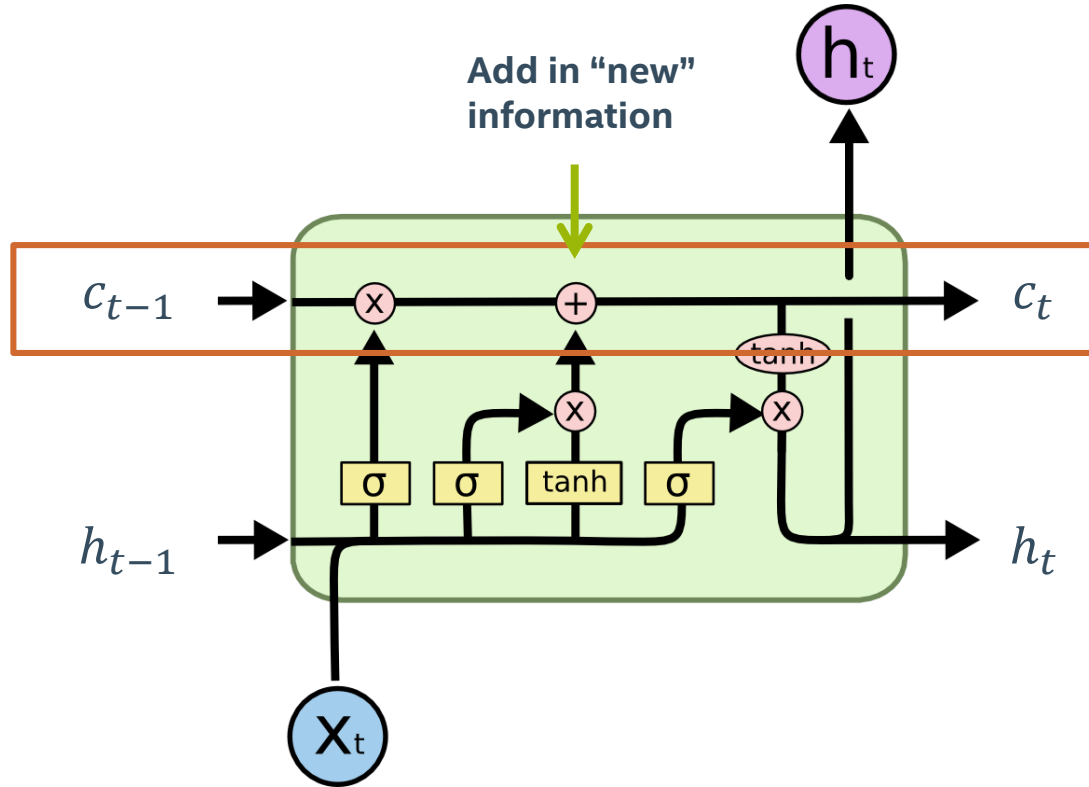 h_t
Add in “new”
information
c_{t−1}
x
+
c_t
tanh
x
x
σ
σ
tanh
σ
h_{t−1}
h_t
x_t